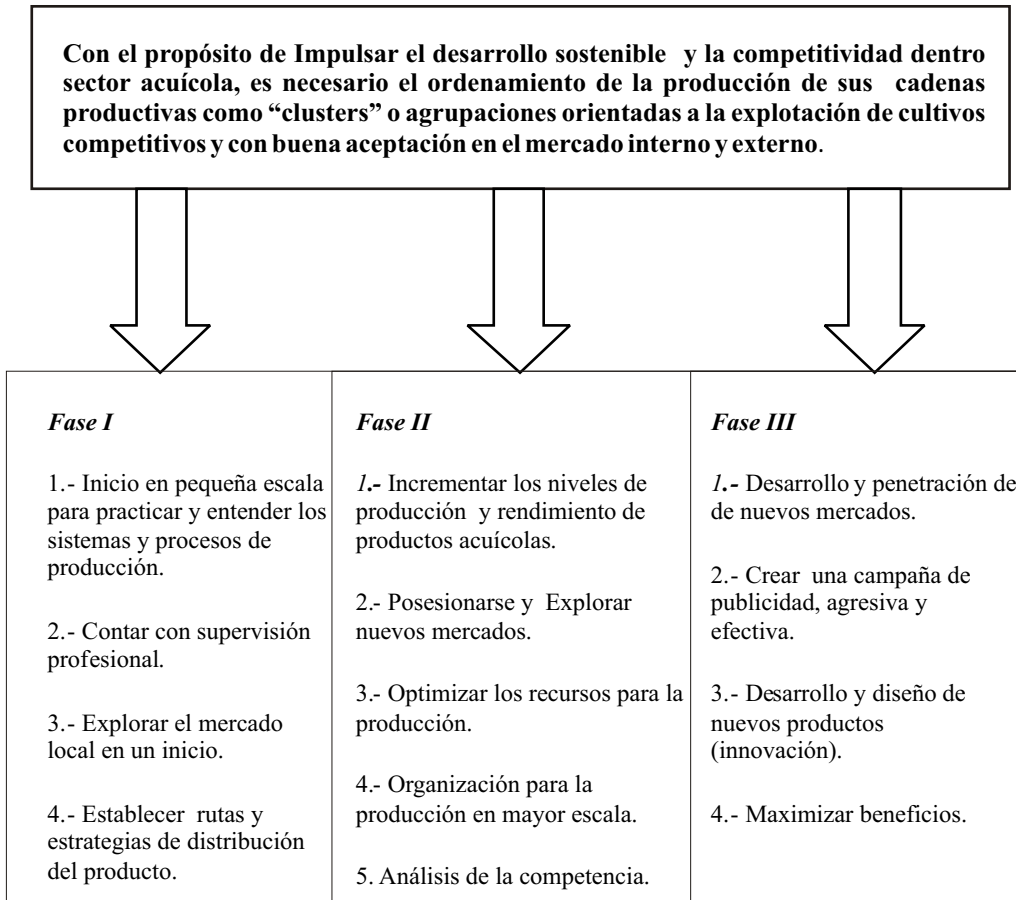 Con el propósito de Impulsar el desarrollo sostenible y la competitividad dentro
sector acuícola, es necesario el ordenamiento de la producción de sus cadenas
productivas como “clusters” o agrupaciones orientadas a la explotación de cultivos
competitivos y con buena aceptación en el mercado interno y externo.
Fase I
1.- Inicio en pequeña escala
para practicar y entender los
sistemas y procesos de
producción.
2.- Contar con supervisión
profesional.
3.- Explorar el mercado
local en un inicio.
4.- Establecer rutas y
estrategias de distribución
del producto.
Fase II
1.- Incrementar los niveles de
producción y rendimiento de
productos acuícolas.
2.- Posesionarse y Explorar
nuevos mercados.
3.- Optimizar los recursos para la
producción.
4.- Organización para la
producción en mayor escala.
5. Análisis de la competencia.
Fase III
1.- Desarrollo y penetración de
de nuevos mercados.
2.- Crear una campaña de
publicidad, agresiva y
efectiva.
3.- Desarrollo y diseño de
nuevos productos
(innovación).
4.- Maximizar beneficios.